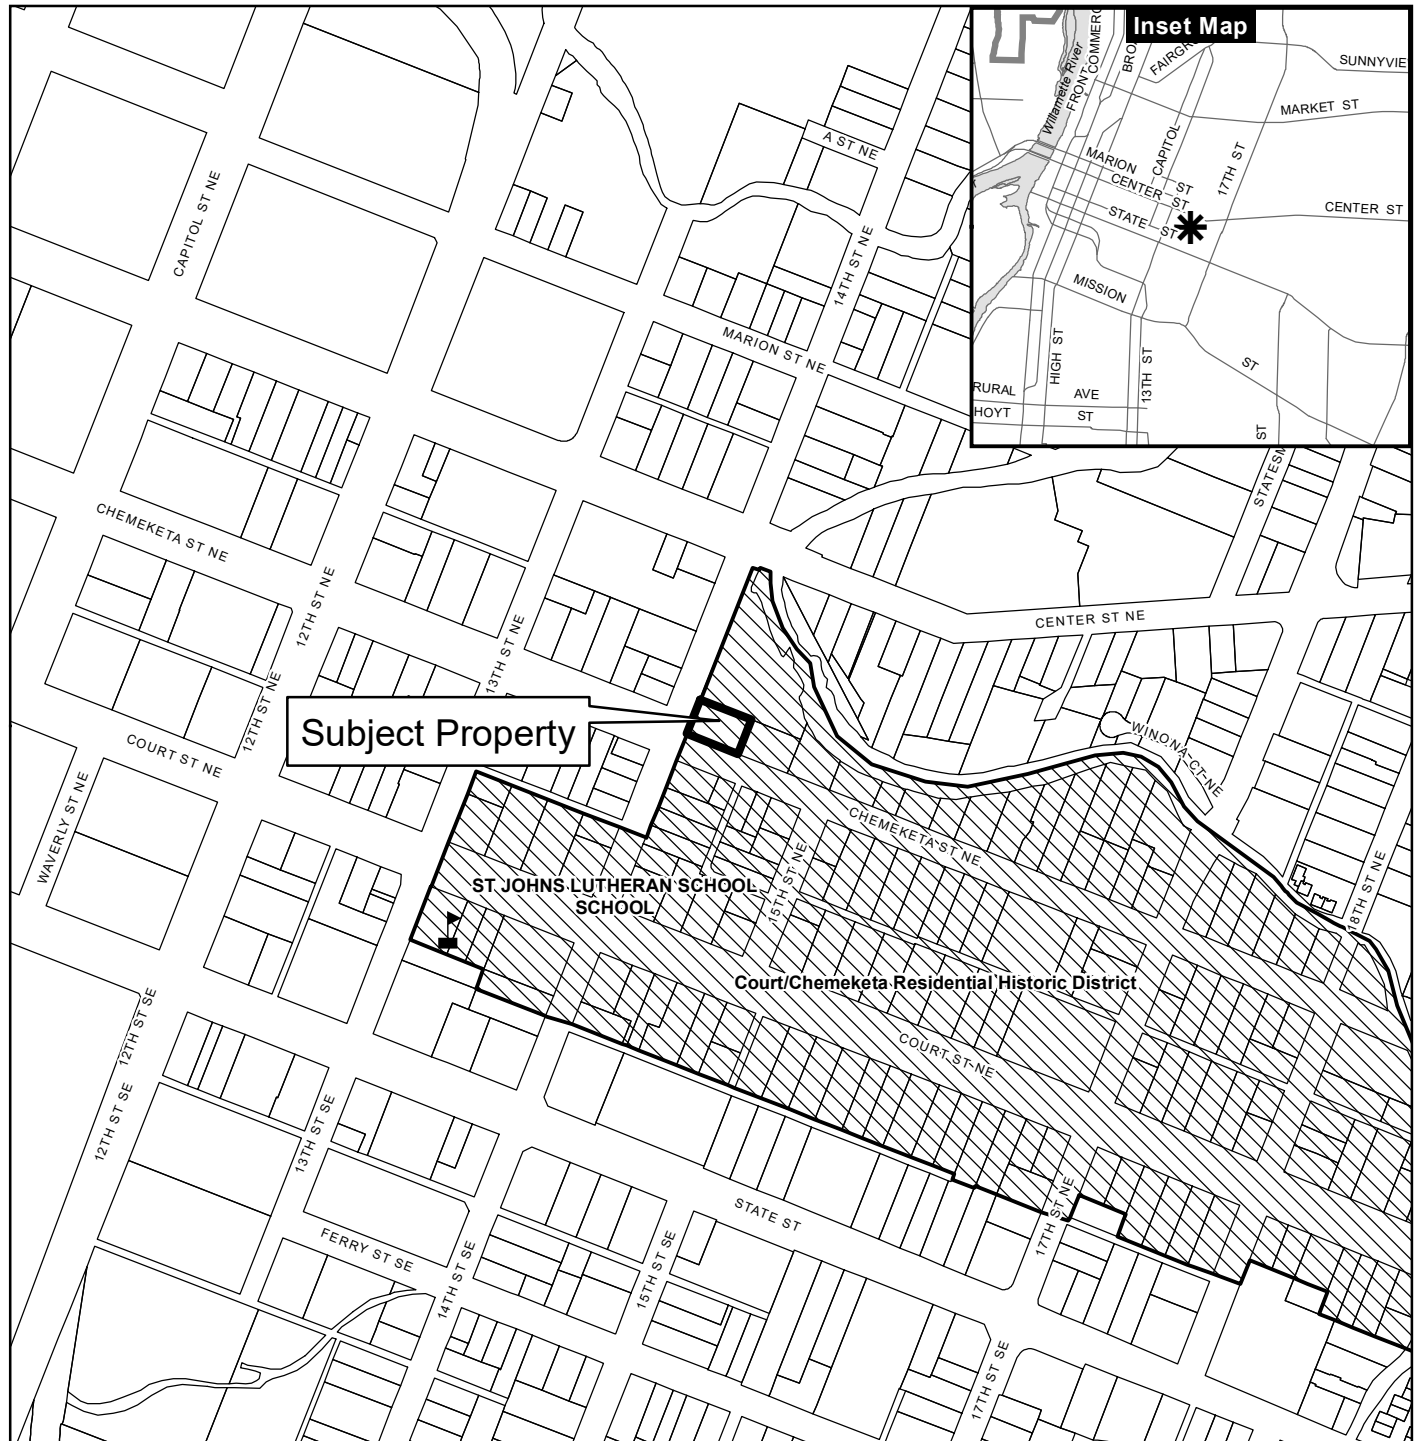 Inset Map
Willamette River
FRONT
COMMERC
BRO
FAIRGR
SUNNYVIE
MARKET ST
CAPITOL
17TH ST
MARION ST
CENTER ST
CENTER ST
STATE ST
MISSION
ST
HIGH ST
13TH ST
RURAL AVE
HOYT ST
ST
A ST NE
CAPITOL ST NE
14TH ST NE
MARION ST NE
STATESM
CHEMEKETA ST NE
12TH ST NE
13TH ST NE
CENTER ST NE
12TH ST NE
Subject Property
WINONA CT NE
COURT ST NE
WAVERLY ST NE
CHEMEKETA ST NE
15TH ST NE
18TH ST NE
ST JOHNS LUTHERAN SCHOOL
SCHOOL
Court/Chemeketa Residential Historic District
12TH ST SE
COURT ST NE
12TH ST SE
13TH ST SE
STATE ST
17TH ST NE
FERRY ST SE
14TH ST SE
15TH ST SE
17TH ST SE